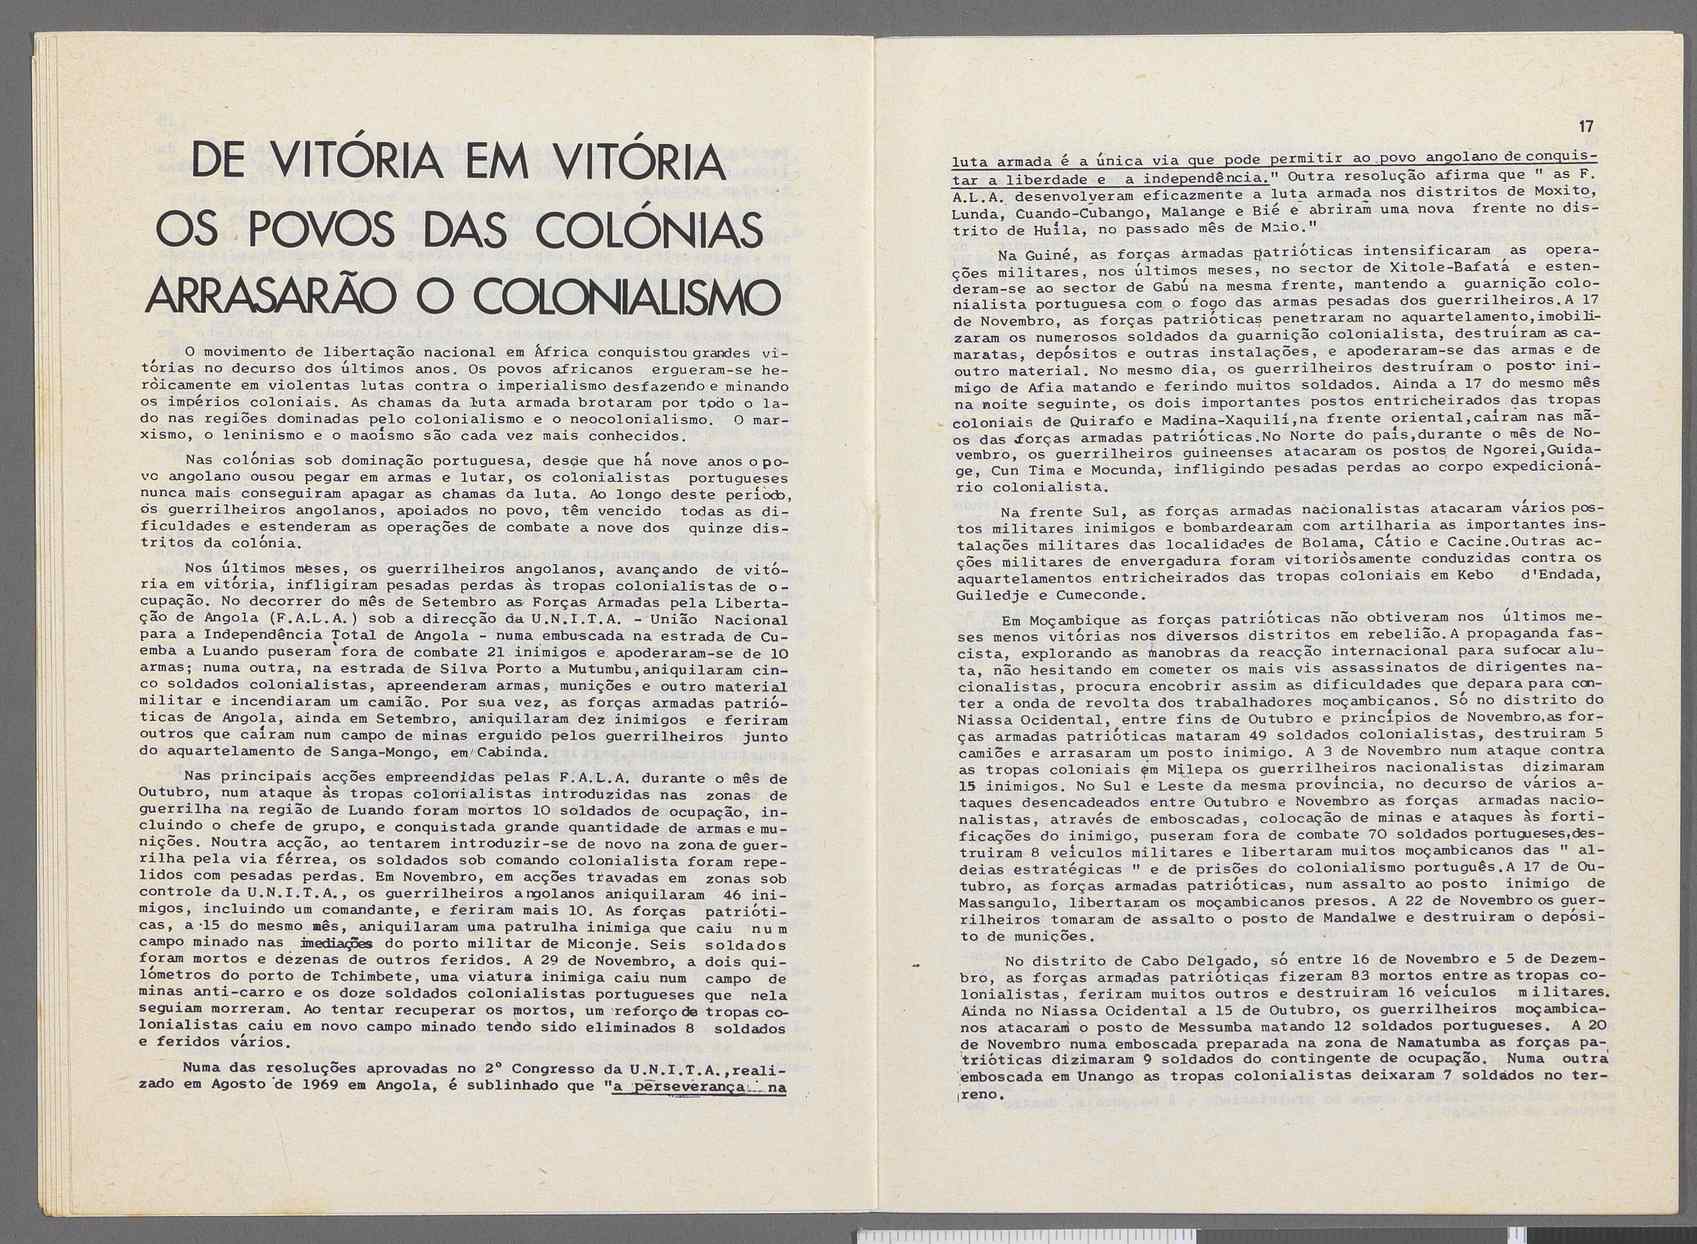 DE VITÓRIA EM VITÓRIA
OS POVOS DAS COLÓNIAS
ARRASARÃO O COLONIALISMO
O movimento de libertação nacional em África conquistou grandes vi-
tórias no decurso dos últimos anos. Os povos africanos ergueram-se he-
ròicamente em violentas lutas contra o imperialismo desfazendo e minando
os impérios coloniais. As chamas da luta armada brotaram por todo o la-
do nas regiões dominadas pelo colonialismo e o neocolonialismo. O mar-
xismo, o leninismo e o maoísmo são cada vez mais conhecidos.
Nas colónias sob dominação portuguesa, desde que há nove anos o po-
vo angolano ousou pegar em armas e lutar, os colonialistas portugueses
nunca mais conseguiram apagar as chamas da luta. Ao longo deste período,
os guerrilheiros angolanos, apoiados no povo, têm vencido todas as di-
ficuldades e estenderam as operações de combate a nove dos quinze dis-
tritos da colónia.
Nos últimos meses, os guerrilheiros angolanos, avançando de vitó-
ria em vitória, infligiram pesadas perdas às tropas colonialistas de o-
cupação. No decorrer do mês de Setembro as Forças Armadas pela Liberta-
ção de Angola (F.A.L.A.) sob a direcção da U.N.I.T.A. - União Nacional
para a Independência Total de Angola - numa embuscada na estrada de Cu-
emba a Luando puseram fora de combate 21 inimigos e apoderaram-se de 10
armas; numa outra, na estrada de Silva Porto a Mutumbu, aniquilaram cin-
co soldados colonialistas, apreenderam armas, munições e outro material
militar e incendiaram um camião. Por sua vez, as forças armadas patrió-
ticas de Angola, ainda em Setembro, aniquilaram dez inimigos e feriram
outros que caíram num campo de minas erguido pelos guerrilheiros junto
do aquartelamento de Sanga-Mongo, em Cabinda.
Nas principais acções empreendidas pelas F.A.L.A. durante o mês de
Outubro, num ataque às tropas colonialistas introduzidas nas zonas de
guerrilha na região de Luando foram mortos 10 soldados de ocupação, in-
cluindo o chefe de grupo, e conquistada grande quantidade de armas e mu-
nições. Noutra acção, ao tentarem introduzir-se de novo na zona de guer-
rilha pela via férrea, os soldados sob comando colonialista foram repe-
lidos com pesadas perdas. Em Novembro, em acções travadas em zonas sob
controle da U.N.I.T.A., os guerrilheiros angolanos aniquilaram 46 ini-
migos, incluindo um comandante, e feriram mais 10. As forças patrióti-
cas, a 15 do mesmo mês, aniquilaram uma patrulha inimiga que caiu num
campo minado nas imediações do porto militar de Miconje. Seis soldados
foram mortos e dezenas de outros feridos. A 29 de Novembro, a dois qui-
lómetros do porto de Tchimbete, uma viatura inimiga caiu num campo de
minas anti-carro e os doze soldados colonialistas portugueses que nela
seguiam morreram. Ao tentar recuperar os mortos, um reforço de tropas co-
lonialistas caiu em novo campo minado tendo sido eliminados 8 soldados
e feridos vários.
Numa das resoluções aprovadas no 2º Congresso da U.N.I.T.A.,reali-
zado em Agosto de 1969 em Angola, é sublinhado que "a perseverança na
17
luta armada é a única via que pode permitir ao povo angolano de conquis-
tar a liberdade e a independência." Outra resolução afirma que " as F.
A.L.A. desenvolveram eficazmente a luta armada nos distritos de Moxito,
Lunda, Cuando-Cubango, Malange e Bié e abriram uma nova frente no dis-
trito de Huíla, no passado mês de Maio."
Na Guiné, as forças armadas patrióticas intensificaram as opera-
ções militares, nos últimos meses, no sector de Xitole-Bafatá e esten-
deram-se ao sector de Gabú na mesma frente, mantendo a guarnição colo-
nialista portuguesa com o fogo das armas pesadas dos guerrilheiros.A 17
de Novembro, as forças patrióticas penetraram no aquartelamento,imobili-
zaram os numerosos soldados da guarnição colonialista, destruíram as ca-
maratas, depósitos e outras instalações, e apoderaram-se das armas e de
outro material. No mesmo dia, os guerrilheiros destruíram o posto ini-
migo de Afia matando e ferindo muitos soldados. Ainda a 17 do mesmo mês
na noite seguinte, os dois importantes postos entricheirados das tropas
coloniais de Quirafo e Madina-Xaquilí,na frente oriental,caíram nas mã-
os das forças armadas patrióticas.No Norte do país,durante o mês de No-
vembro, os guerrilheiros guineenses atacaram os postos de Ngorei,Guida-
ge, Cun Tima e Mocunda, infligindo pesadas perdas ao corpo expedicioná-
rio colonialista.
Na frente Sul, as forças armadas nacionalistas atacaram vários pos-
tos militares inimigos e bombardearam com artilharia as importantes ins-
talações militares das localidades de Bolama, Cátio e Cacine.Outras ac-
ções militares de envergadura foram vitoriòsamente conduzidas contra os
aquartelamentos entricheirados das tropas coloniais em Kebo d'Endada,
Guiledje e Cumeconde.
Em Moçambique as forças patrióticas não obtiveram nos últimos me-
ses menos vitórias nos diversos distritos em rebelião.A propaganda fas-
cista, explorando as manobras da reacção internacional para sufocar a lu-
ta, não hesitando em cometer os mais vis assassinatos de dirigentes na-
cionalistas, procura encobrir assim as dificuldades que depara para con-
ter a onda de revolta dos trabalhadores moçambicanos. Só no distrito do
Niassa Ocidental, entre fins de Outubro e princípios de Novembro,as for-
ças armadas patrióticas mataram 49 soldados colonialistas, destruiram 5
camiões e arrasaram um posto inimigo. A 3 de Novembro num ataque contra
as tropas coloniais em Milepa os guerrilheiros nacionalistas dizimaram
15 inimigos. No Sul e Leste da mesma província, no decurso de vários a-
taques desencadeados entre Outubro e Novembro as forças armadas nacio-
nalistas, através de emboscadas, colocação de minas e ataques às forti-
ficações do inimigo, puseram fora de combate 70 soldados portugueses,des-
truiram 8 veículos militares e libertaram muitos moçambicanos das " al-
deias estratégicas " e de prisões do colonialismo português.A 17 de Ou-
tubro, as forças armadas patrióticas, num assalto ao posto inimigo de
Massangulo, libertaram os moçambicanos presos. A 22 de Novembro os guer-
rilheiros tomaram de assalto o posto de Mandalwe e destruiram o depósi-
to de munições.
No distrito de Cabo Delgado, só entre 16 de Novembro e 5 de Dezem-
bro, as forças armadas patrióticas fizeram 83 mortos entre as tropas co-
lonialistas, feriram muitos outros e destruiram 16 veículos militares.
Ainda no Niassa Ocidental a 15 de Outubro, os guerrilheiros moçambica-
nos atacaram o posto de Messumba matando 12 soldados portugueses. A 20
de Novembro numa emboscada preparada na zona de Namatumba as forças pa-
trióticas dizimaram 9 soldados do contingente de ocupação. Numa outra
emboscada em Unango as tropas colonialistas deixaram 7 soldados no ter-
reno.